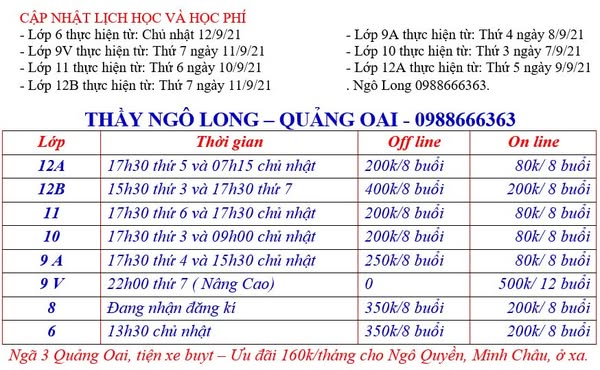 CẬP NHẬT LỊCH HỌC VÀ HỌC PHÍ
- Lớp 6 thực hiện từ: Chủ nhật 12/9/21
- Lớp 9A thực hiện từ: Thứ 4 ngày 8/9/21
- Lớp 9V thực hiện từ: Thứ 7 ngày 11/9/21
- Lớp 10 thực hiện từ: Thứ 3 ngày 7/9/21
- Lớp 11 thực hiện từ: Thứ 6 ngày 10/9/21
- Lớp 12A thực hiện từ: Thứ 5 ngày 9/9/21
- Lớp 12B thực hiện từ: Thứ 7 ngày 11/9/21
. Ngô Long 0988666363.
THẦY NGÔ LONG – QUẢNG OAI - 0988666363
Lớp Thời gian Off line On line
12A 17h30 thứ 5 và 07h15 chủ nhật 200k/8 buổi 80k/ 8 buổi
12B 15h30 thứ 3 và 17h30 thứ 7 400k/8 buổi 200k/ 8 buổi
11 17h30 thứ 6 và 17h30 chủ nhật 200k/8 buổi 80k/ 8 buổi
10 17h30 thứ 3 và 09h00 chủ nhật 200k/8 buổi 80k/ 8 buổi
9 A 17h30 thứ 4 và 15h30 chủ nhật 250k/8 buổi 80k/ 8 buổi
9 V 22h00 thứ 7 ( Nâng Cao) 0 500k/ 12 buổi
8 Đang nhận đăng kí 350k/8 buổi 200k/ 8 buổi
6 13h30 chủ nhật 350k/8 buổi 200k/ 8 buổi
Ngã 3 Quảng Oai, tiện xe buyt – Ưu đãi 160k/tháng cho Ngô Quyền, Minh Châu, ở xa.